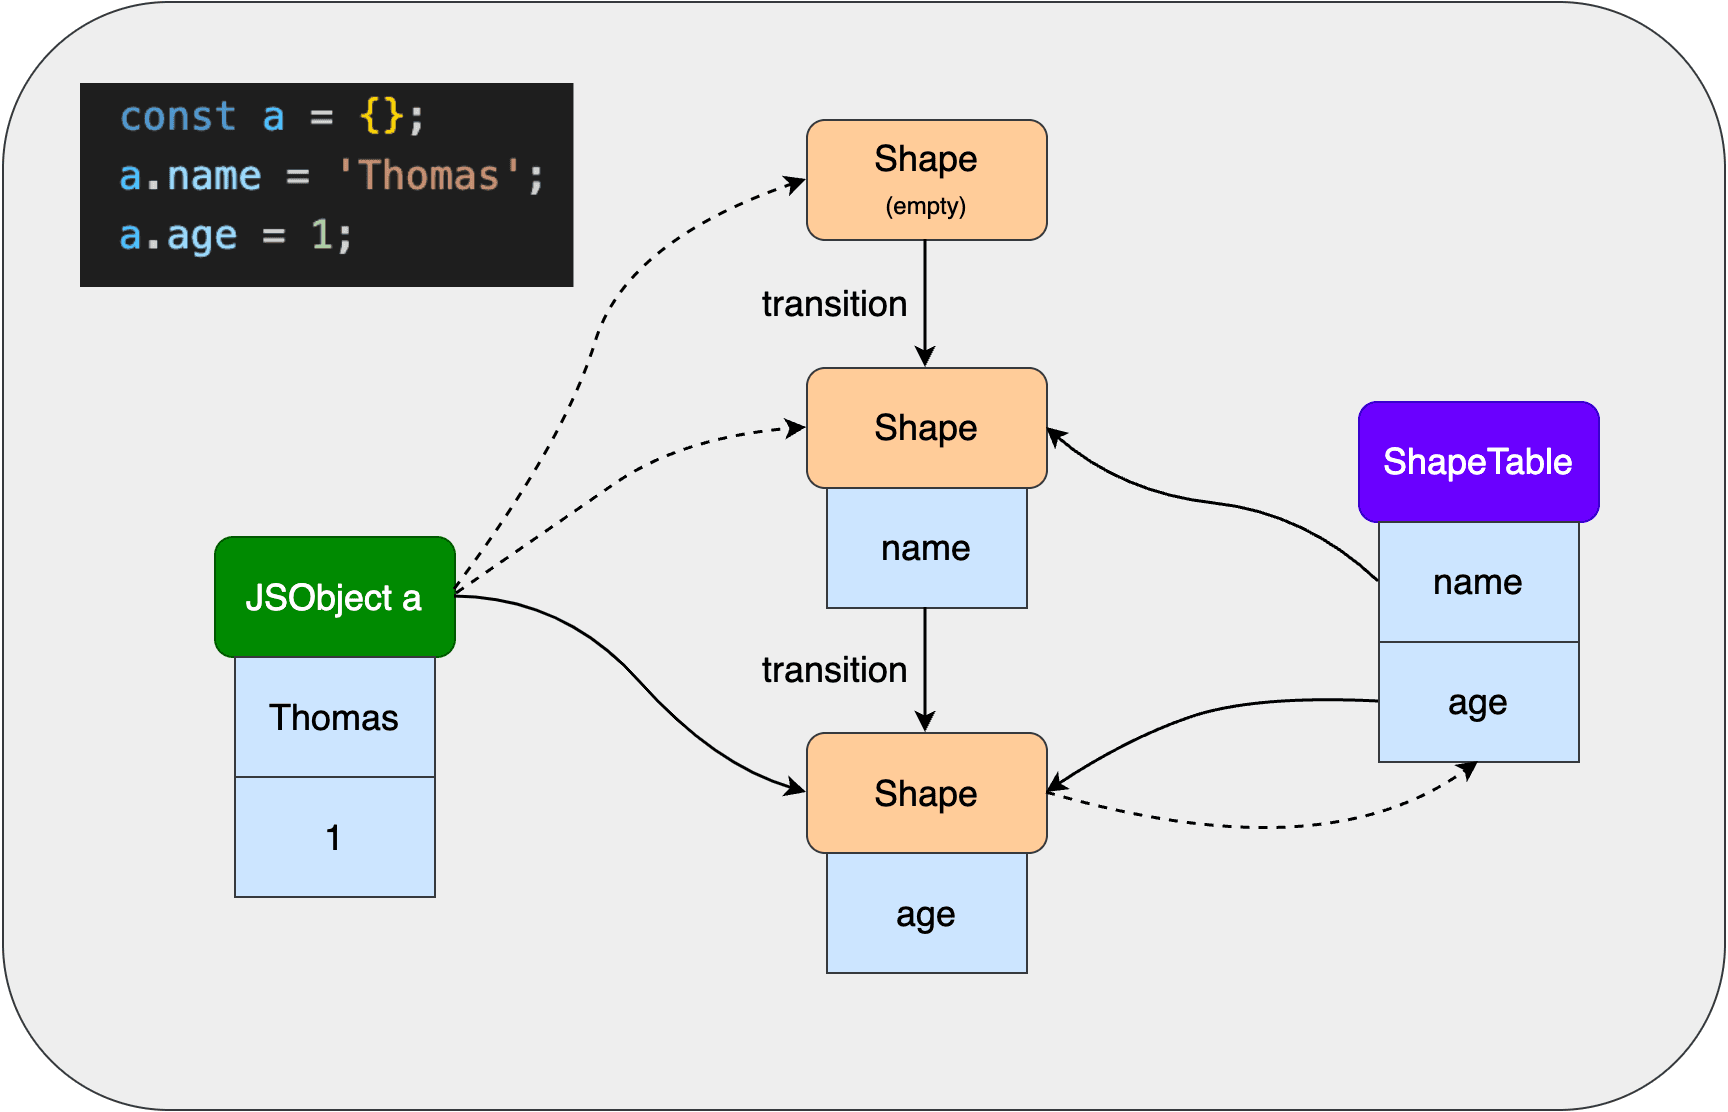 const a = {};
a.name = 'Thomas';
a.age = 1;
Shape
(empty)
transition
Shape
name
transition
Shape
age
JSObject a
Thomas
1
ShapeTable
name
age